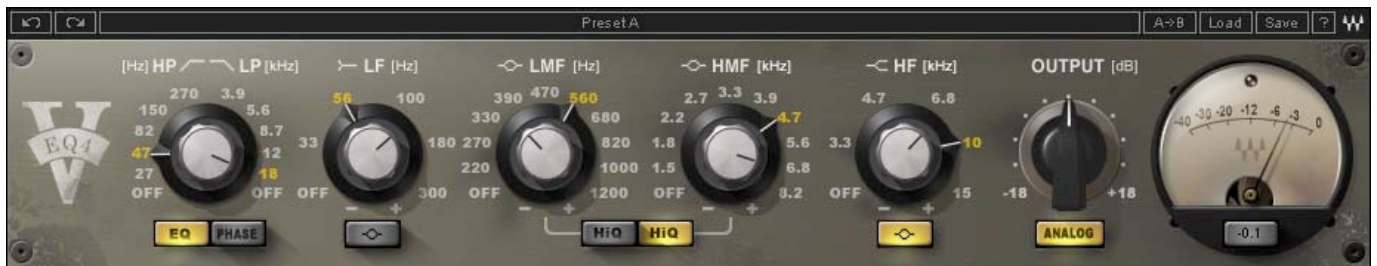 Preset A
A->B Load Save ?
[Hz] HP LP [kHz]
LF [Hz]
LMF [Hz]
HMF [kHz]
HF [kHz]
OUTPUT [dB]
EQ4
V
270 3.9
150 5.6
82 8.7
47 12
27 18
OFF OFF
EQ PHASE
56 100
33 180
OFF 300
- +
390 470 560
330 680
270 820
220 1000
OFF 1200
- +
HiQ HiQ
2.7 3.3 3.9
2.2 4.7
1.8 5.6
1.5 6.8
OFF 8.2
- +
4.7 6.8
3.3 10
OFF 15
-18 +18
ANALOG
-40 -30 -20 -12 -6 -3 0
-0.1